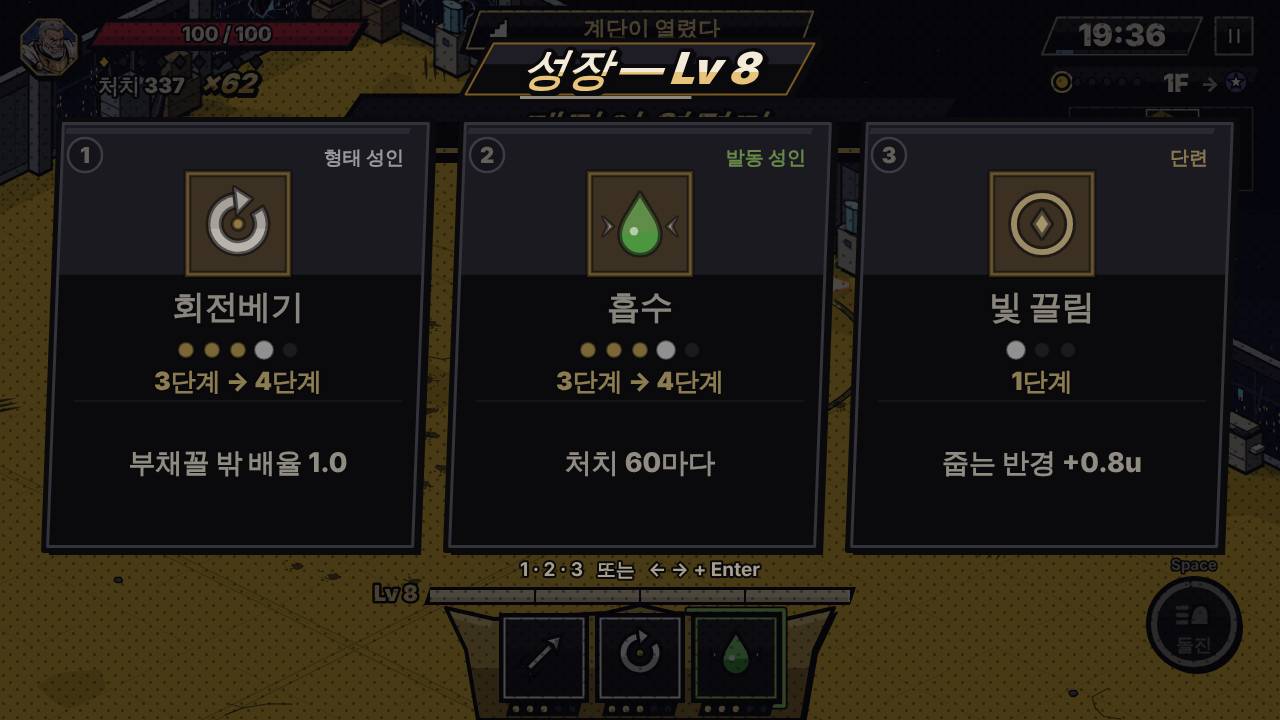 100 / 100
계단이 열렸다
19:36
성장 — Lv 8
처치 337 ×62
1F →
1
형태 성인
회전베기
3단계 → 4단계
부채꼴 밖 배율 1.0
2
발동 성인
흡수
3단계 → 4단계
처치 60마다
3
단련
빛 끌림
1단계
줍는 반경 +0.8u
1 · 2 · 3 또는 ← → + Enter
Lv 8
Space
돌진